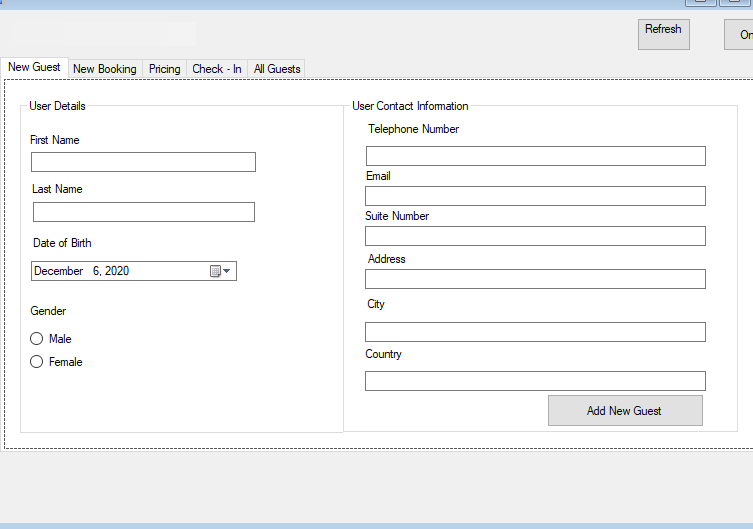 Refresh
On
New Guest New Booking Pricing Check - In All Guests
User Details
First Name
Last Name
Date of Birth
December 6, 2020
Gender
Male
Female
User Contact Information
Telephone Number
Email
Suite Number
Address
City
Country
Add New Guest